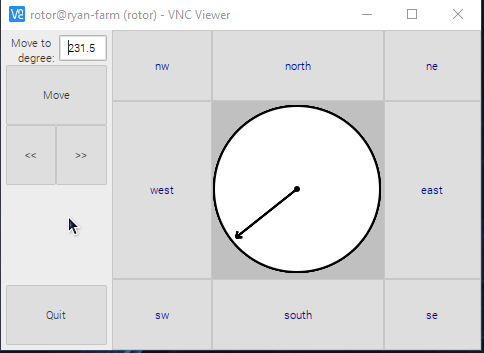 rotor@ryan-farm (rotor) - VNC Viewer
Move to
degree:
231.5
Move
<<
>>
Quit
nw
north
ne
west
east
sw
south
se